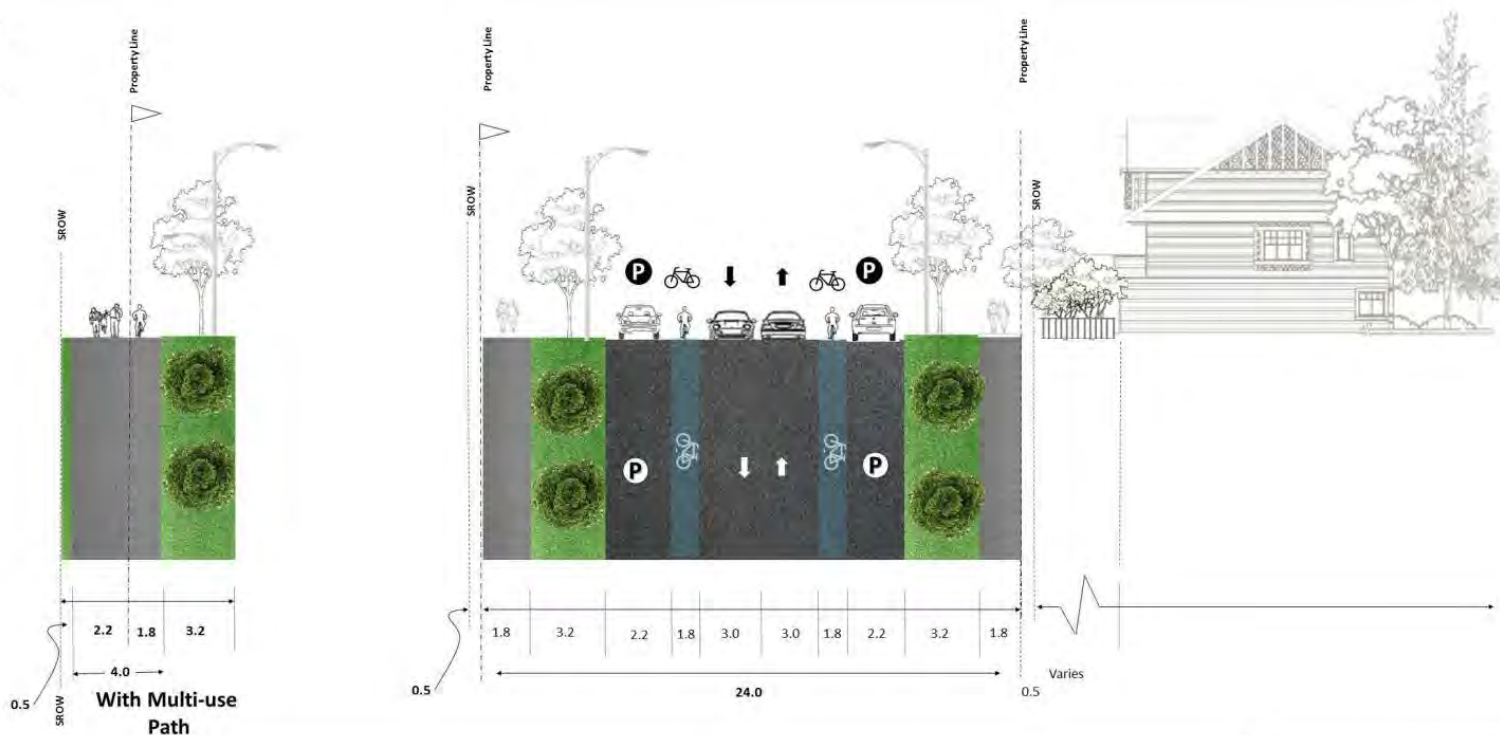 Property Line
SROW
2.2
1.8
3.2
4.0
0.5
SROW
With Multi-use
Path
Property Line
SROW
Property Line
SROW
P
P
P
P
1.8
3.2
2.2
1.8
3.0
3.0
1.8
2.2
3.2
1.8
0.5
24.0
0.5
Varies